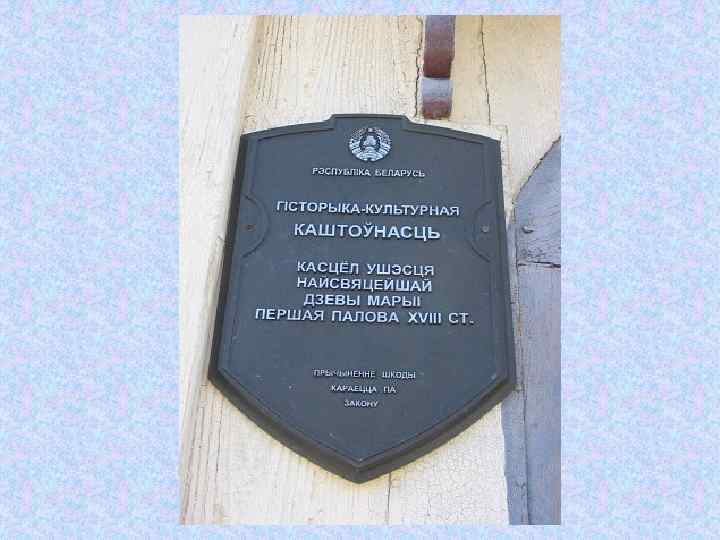 РЭСПУБЛІКА БЕЛАРУСЬ
ГІСТОРЫКА-КУЛЬТУРНАЯ
КАШТОЎНАСЦЬ
КАСЦЁЛ УШЭСЦЯ
НАЙСВЯЦЕЙШАЙ
ДЗЕВЫ МАРЫІ
ПЕРШАЯ ПАЛОВА XVIII СТ.
ПРЫЧЫНЕННЕ ШКОДЫ
КАРАЕЦЦА ПА
ЗАКОНУ